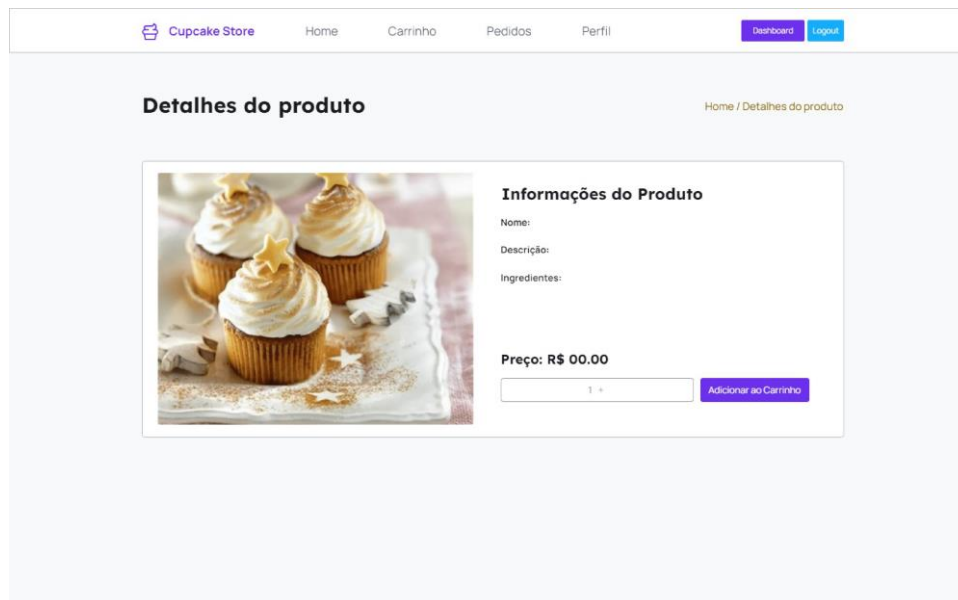 Cupcake Store Home Carrinho Pedidos Perfil Dashboard Logout
Detalhes do produto
Home / Detalhes do produto
Informações do Produto
Nome:
Descrição:
Ingredientes:
Preço: R$ 00.00
1 + Adicionar ao Carrinho